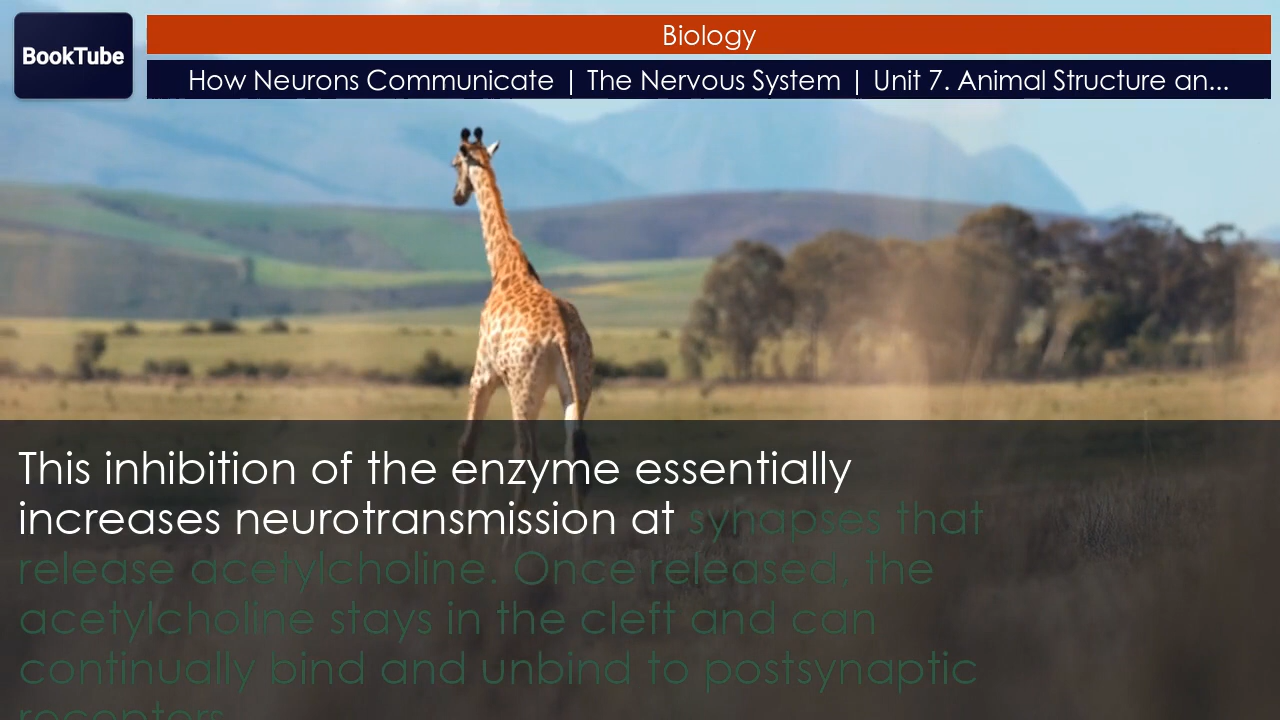 BookTube
Biology
How Neurons Communicate | The Nervous System | Unit 7. Animal Structure an...
This inhibition of the enzyme essentially
increases neurotransmission at synapses that
release acetylcholine. Once released, the
acetylcholine stays in the cleft and can
continually bind and unbind to postsynaptic
receptors.